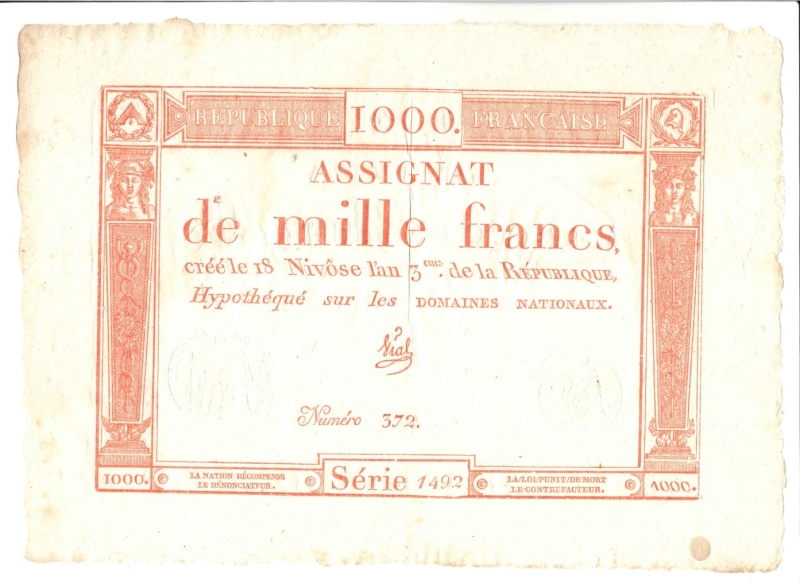 RÉPUBLIQUE 1000. FRANCAISE
ASSIGNAT
de mille francs,
créé le 18 Nivôse l'an 3.eme de la RÉPUBLIQUE,
Hypothéqué sur les DOMAINES NATIONAUX.
Vial
Numéro 372.
1000. LA NATION RÉCOMPENSE Série 1492 LA/LOI/PUNIT/DE/MORT 1000.
LE DÉNONCIATEUR. LE-CONTREFACTEUR.